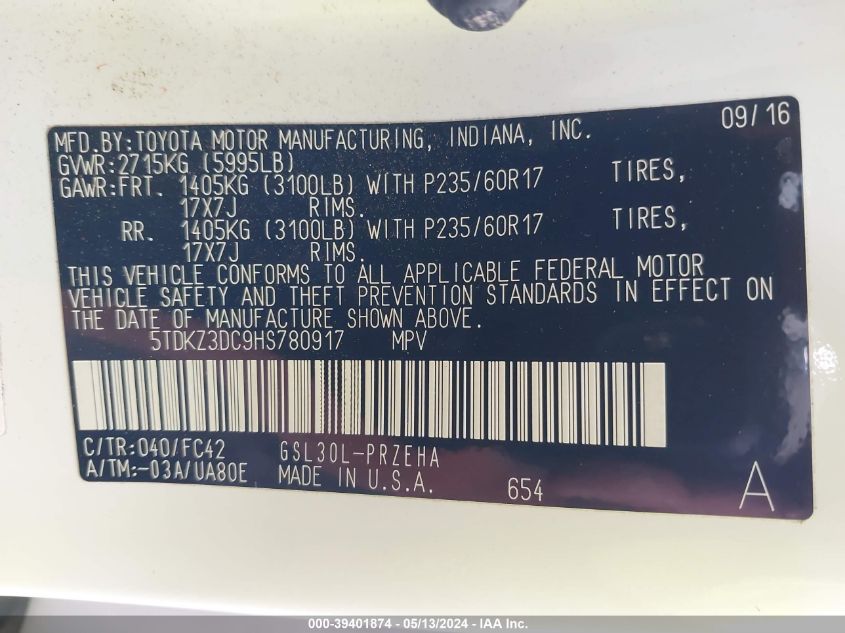 09/16
MFD.BY:TOYOTA MOTOR MANUFACTURING, INDIANA, INC.
GVWR:2715KG (5995LB)
GAWR:FRT. 1405KG (3100LB) WITH P235/60R17 TIRES,
17X7J RIMS.
RR. 1405KG (3100LB) WITH P235/60R17 TIRES,
17X7J RIMS.
THIS VEHICLE CONFORMS TO ALL APPLICABLE FEDERAL MOTOR
VEHICLE SAFETY AND THEFT PREVENTION STANDARDS IN EFFECT ON
THE DATE OF MANUFACTURE SHOWN ABOVE.
5TDKZ3DC9HS780917 MPV
C/TR:040/FC42 GSL30L-PRZEHA
A/TM:-03A/UA80E MADE IN U.S.A. 654 A
000-39401874 - 05/13/2024 - IAA Inc.